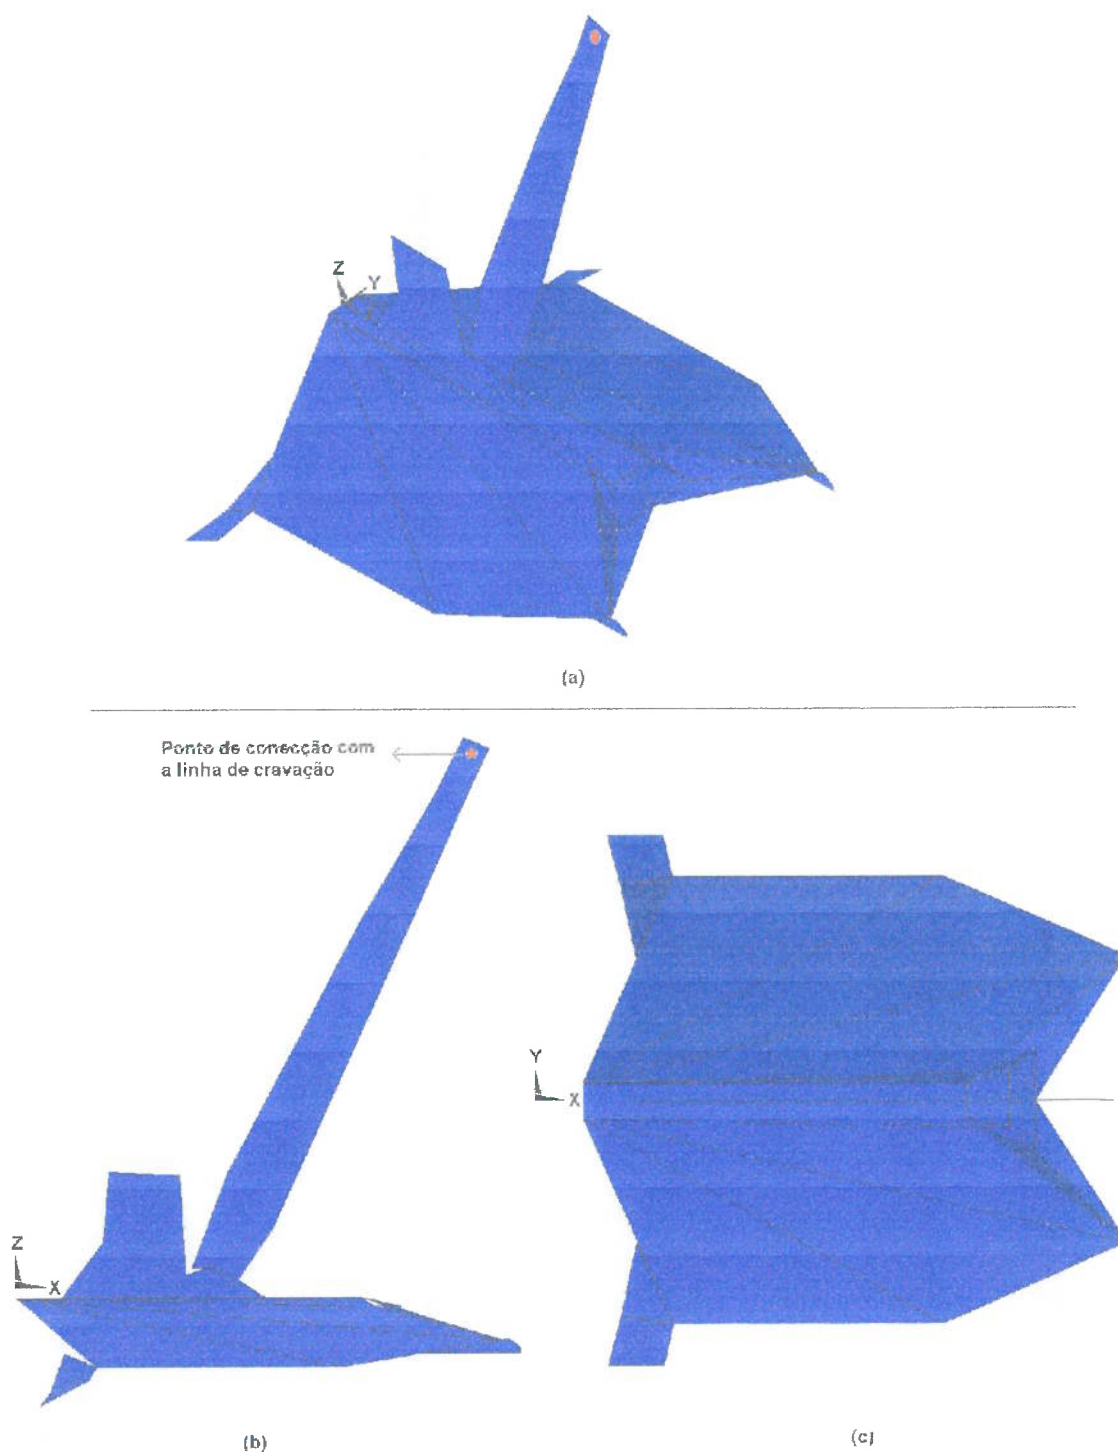 Z
Y
(a)
Ponto de conecção com
a linha de cravação
Z
X
Y
X
(b)
(c)